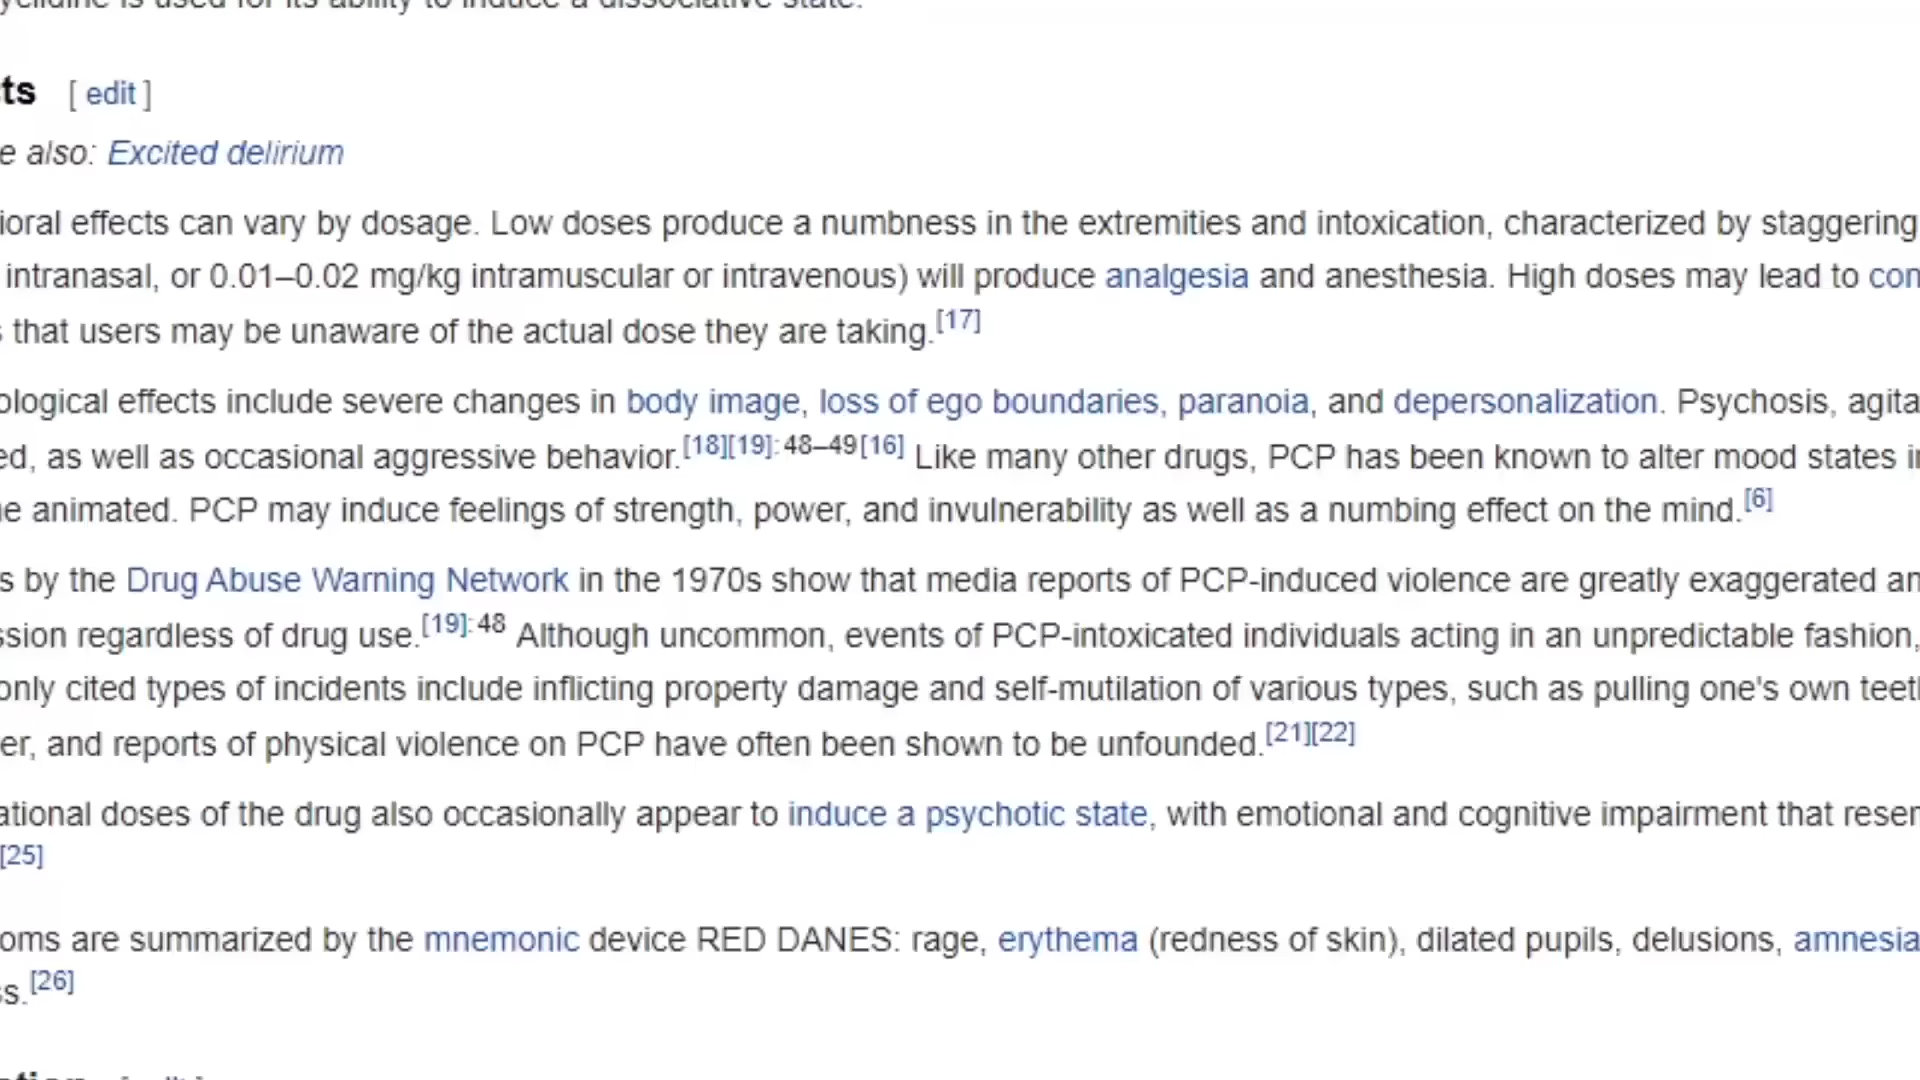 ts [ edit ]
e also: Excited delirium
ioral effects can vary by dosage. Low doses produce a numbness in the extremities and intoxication, characterized by staggering
intranasal, or 0.01–0.02 mg/kg intramuscular or intravenous) will produce analgesia and anesthesia. High doses may lead to con
s that users may be unaware of the actual dose they are taking.[17]
ological effects include severe changes in body image, loss of ego boundaries, paranoia, and depersonalization. Psychosis, agita
ed, as well as occasional aggressive behavior.[18][19]: 48–49 [16] Like many other drugs, PCP has been known to alter mood states i
e animated. PCP may induce feelings of strength, power, and invulnerability as well as a numbing effect on the mind.[6]
s by the Drug Abuse Warning Network in the 1970s show that media reports of PCP-induced violence are greatly exaggerated an
ssion regardless of drug use.[19]: 48 Although uncommon, events of PCP-intoxicated individuals acting in an unpredictable fashion,
only cited types of incidents include inflicting property damage and self-mutilation of various types, such as pulling one's own teet
er, and reports of physical violence on PCP have often been shown to be unfounded.[21][22]
ational doses of the drug also occasionally appear to induce a psychotic state, with emotional and cognitive impairment that rese
[25]
oms are summarized by the mnemonic device RED DANES: rage, erythema (redness of skin), dilated pupils, delusions, amnesia
s.[26]